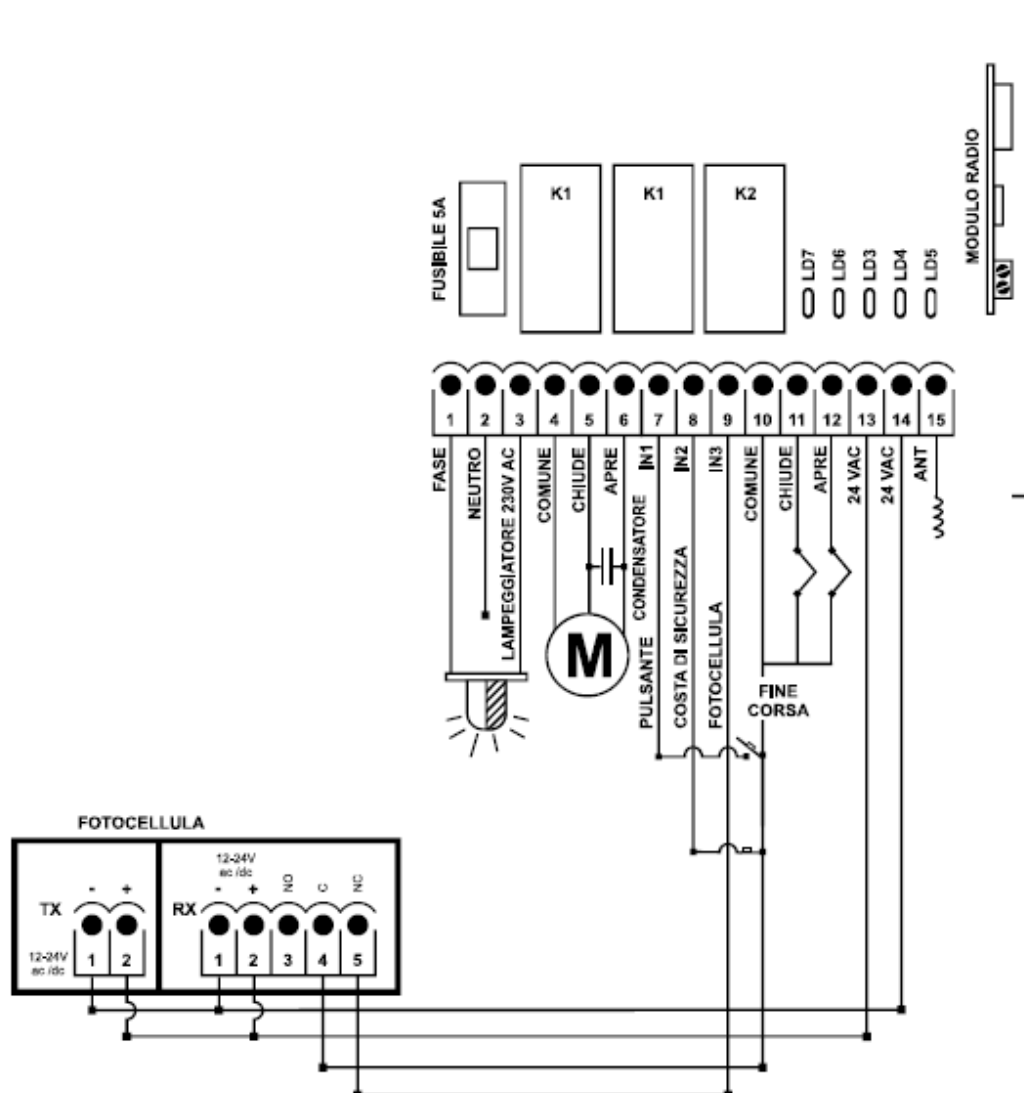 FUSIBILE 5A
K1
K1
K2
LD7
LD6
LD3
LD4
LD5
MODULO RADIO
1 2 3 4 5 6 7 8 9 10 11 12 13 14 15
FASE
NEUTRO
LAMPEGGIATORE 230V AC
COMUNE
CHIUDE
APRE
CONDENSATORE
IN1
PULSANTE
IN2
COSTA DI SICUREZZA
IN3
FOTOCELLULA
COMUNE
CHIUDE
APRE
24 VAC
24 VAC
ANT
M
FINE
CORSA
FOTOCELLULA
TX
- +
12-24V
ac /dc
1 2
RX
12-24V
ac /dc
- + NO C NC
1 2 3 4 5